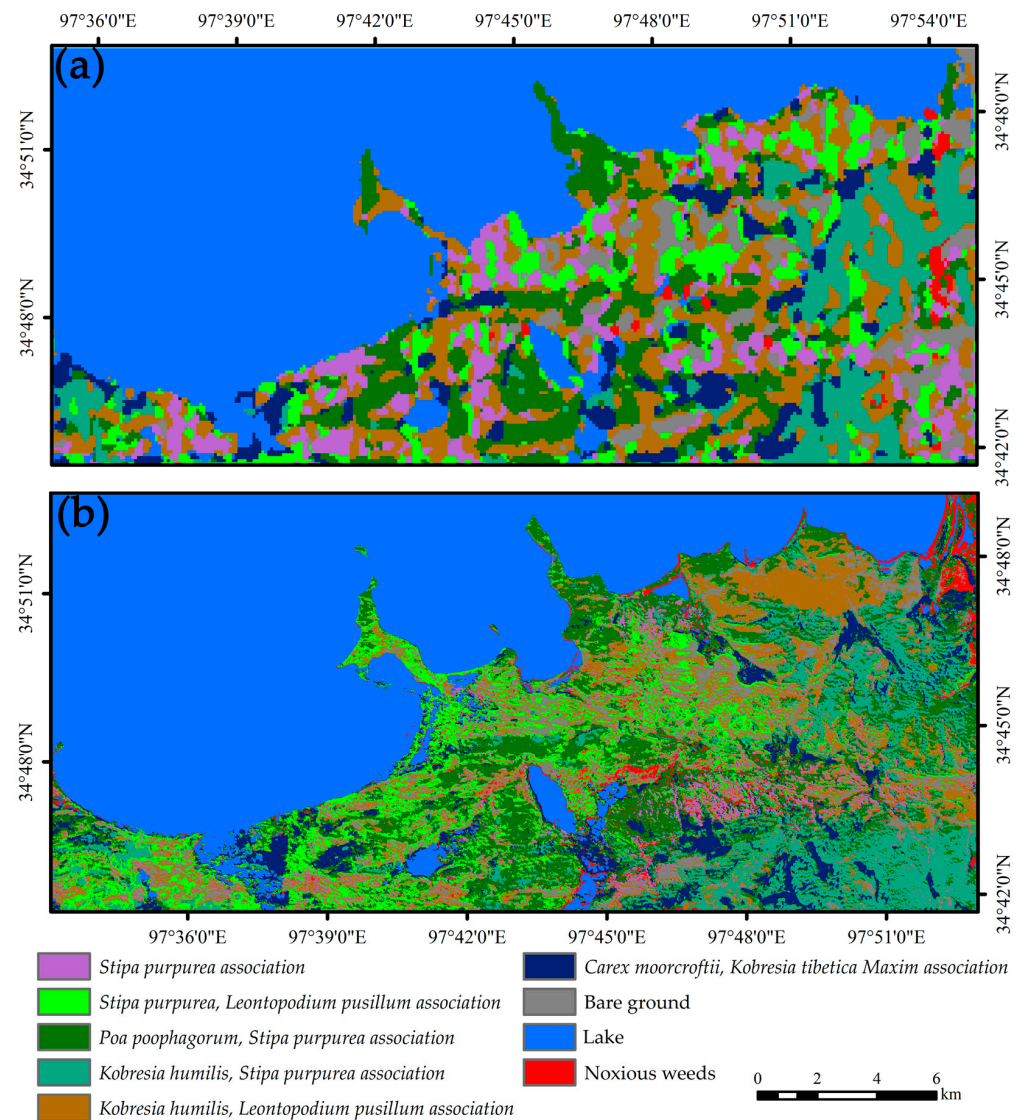 97°36'0"E 97°39'0"E 97°42'0"E 97°45'0"E 97°48'0"E 97°51'0"E 97°54'0"E
(a)
34°51'0"N
34°48'0"N
34°48'0"N
34°45'0"N
34°42'0"N
(b)
34°51'0"N
34°48'0"N
34°48'0"N
34°45'0"N
34°42'0"N
97°36'0"E 97°39'0"E 97°42'0"E 97°45'0"E 97°48'0"E 97°51'0"E
Stipa purpurea association
Stipa purpurea, Leontopodium pusillum association
Poa poophagorum, Stipa purpurea association
Kobresia humilis, Stipa purpurea association
Kobresia humilis, Leontopodium pusillum association
Carex moorcroftii, Kobresia tibetica Maxim association
Bare ground
Lake
Noxious weeds
0 2 4 6
km